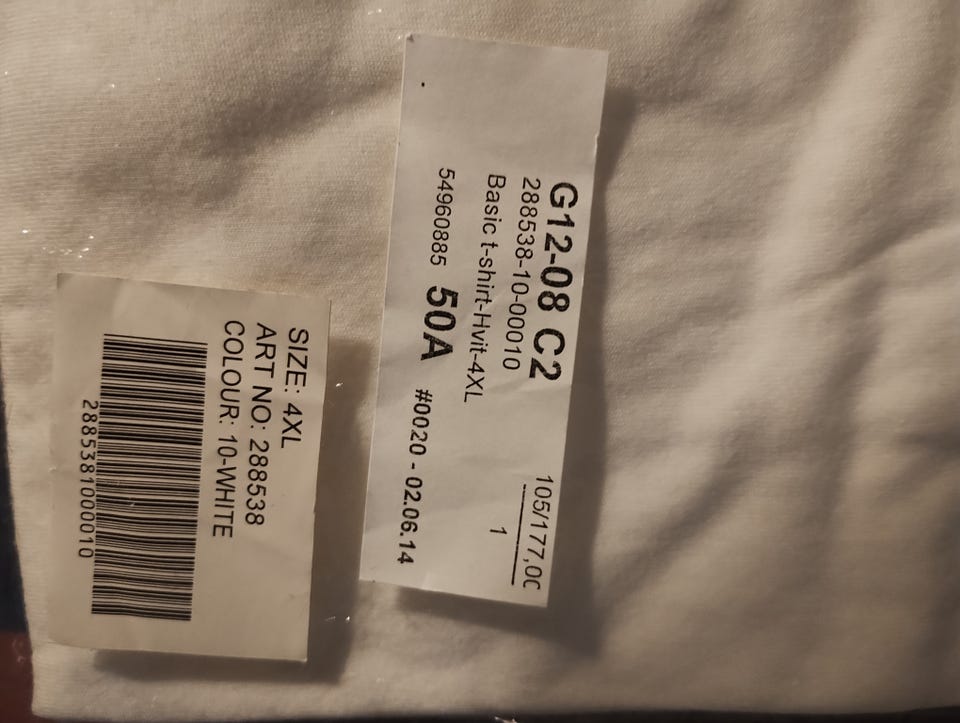 G12-08 C2
288538-10-00010
105/177,00
Basic t-shirt-Hvit-4XL
1
54960885 50A #0020 - 02.06.14
SIZE: 4XL
ART NO: 288538
COLOUR: 10-WHITE
2885381000010